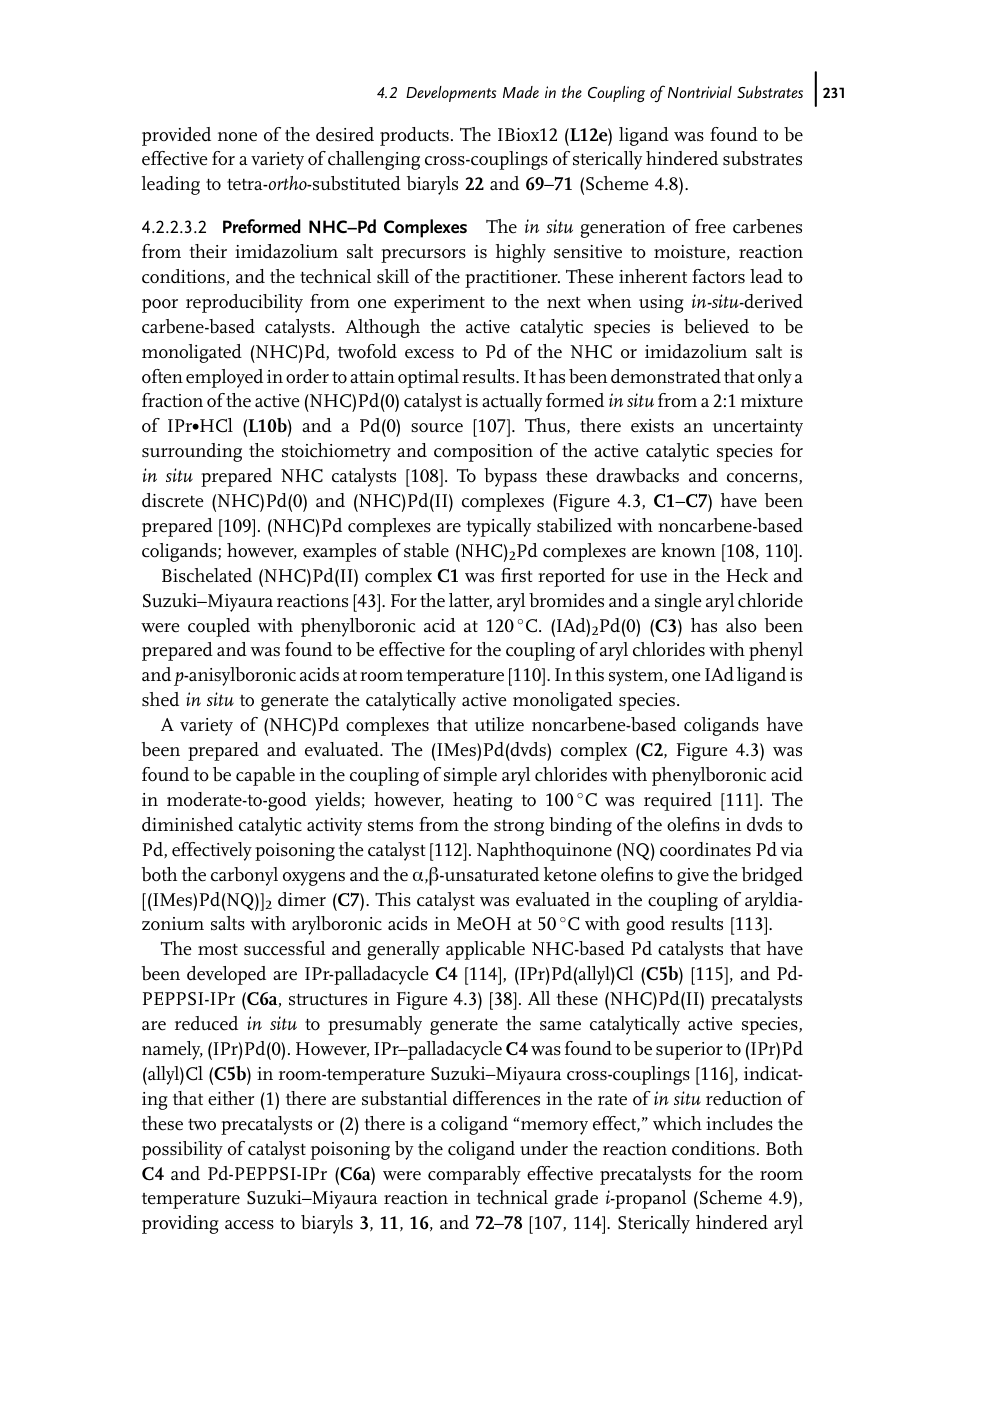 4.2 Developments Made in the Coupling of Nontrivial Substrates 231
provided none of the desired products. The IBiox12 (L12e) ligand was found to be
effective for a variety of challenging cross-couplings of sterically hindered substrates
leading to tetra-ortho-substituted biaryls 22 and 69–71 (Scheme 4.8).
4.2.2.3.2 Preformed NHC–Pd Complexes The in situ generation of free carbenes
from their imidazolium salt precursors is highly sensitive to moisture, reaction
conditions, and the technical skill of the practitioner. These inherent factors lead to
poor reproducibility from one experiment to the next when using in-situ-derived
carbene-based catalysts. Although the active catalytic species is believed to be
monoligated (NHC)Pd, twofold excess to Pd of the NHC or imidazolium salt is
often employed in order to attain optimal results. It has been demonstrated that only a
fraction of the active (NHC)Pd(0) catalyst is actually formed in situ from a 2:1 mixture
of IPr•HCl (L10b) and a Pd(0) source [107]. Thus, there exists an uncertainty
surrounding the stoichiometry and composition of the active catalytic species for
in situ prepared NHC catalysts [108]. To bypass these drawbacks and concerns,
discrete (NHC)Pd(0) and (NHC)Pd(II) complexes (Figure 4.3, C1–C7) have been
prepared [109]. (NHC)Pd complexes are typically stabilized with noncarbene-based
coligands; however, examples of stable (NHC)₂Pd complexes are known [108, 110].
Bischelated (NHC)Pd(II) complex C1 was first reported for use in the Heck and
Suzuki–Miyaura reactions [43]. For the latter, aryl bromides and a single aryl chloride
were coupled with phenylboronic acid at 120 °C. (IAd)₂Pd(0) (C3) has also been
prepared and was found to be effective for the coupling of aryl chlorides with phenyl
and p-anisylboronic acids at room temperature [110]. In this system, one IAd ligand is
shed in situ to generate the catalytically active monoligated species.
A variety of (NHC)Pd complexes that utilize noncarbene-based coligands have
been prepared and evaluated. The (IMes)Pd(dvds) complex (C2, Figure 4.3) was
found to be capable in the coupling of simple aryl chlorides with phenylboronic acid
in moderate-to-good yields; however, heating to 100 °C was required [111]. The
diminished catalytic activity stems from the strong binding of the olefins in dvds to
Pd, effectively poisoning the catalyst [112]. Naphthoquinone (NQ) coordinates Pd via
both the carbonyl oxygens and the α,β-unsaturated ketone olefins to give the bridged
[(IMes)Pd(NQ)]₂ dimer (C7). This catalyst was evaluated in the coupling of aryldia-
zonium salts with arylboronic acids in MeOH at 50 °C with good results [113].
The most successful and generally applicable NHC-based Pd catalysts that have
been developed are IPr-palladacycle C4 [114], (IPr)Pd(allyl)Cl (C5b) [115], and Pd-
PEPPSI-IPr (C6a, structures in Figure 4.3) [38]. All these (NHC)Pd(II) precatalysts
are reduced in situ to presumably generate the same catalytically active species,
namely, (IPr)Pd(0). However, IPr–palladacycle C4 was found to be superior to (IPr)Pd
(allyl)Cl (C5b) in room-temperature Suzuki–Miyaura cross-couplings [116], indicat-
ing that either (1) there are substantial differences in the rate of in situ reduction of
these two precatalysts or (2) there is a coligand “memory effect,” which includes the
possibility of catalyst poisoning by the coligand under the reaction conditions. Both
C4 and Pd-PEPPSI-IPr (C6a) were comparably effective precatalysts for the room
temperature Suzuki–Miyaura reaction in technical grade i-propanol (Scheme 4.9),
providing access to biaryls 3, 11, 16, and 72–78 [107, 114]. Sterically hindered aryl